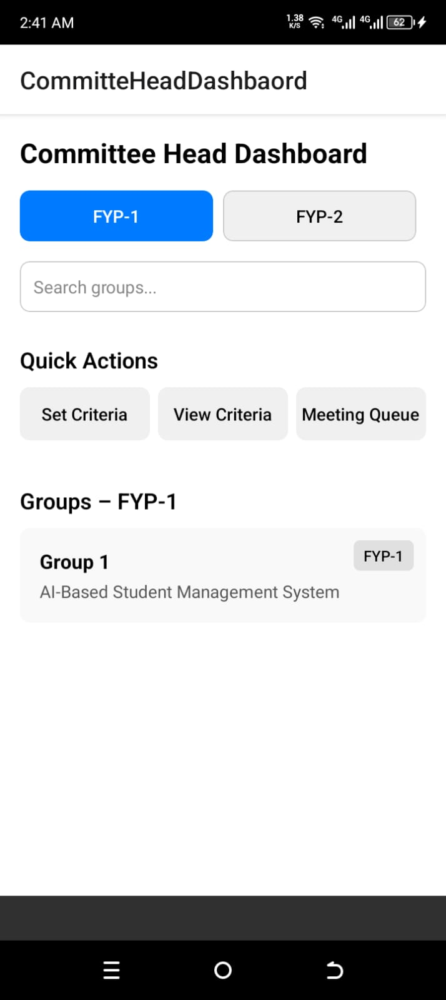 2:41 AM
1.38
K/S
4G
4G
62
CommitteHeadDashbaord
Committee Head Dashboard
FYP-1
FYP-2
Search groups...
Quick Actions
Set Criteria
View Criteria
Meeting Queue
Groups – FYP-1
Group 1
FYP-1
AI-Based Student Management System